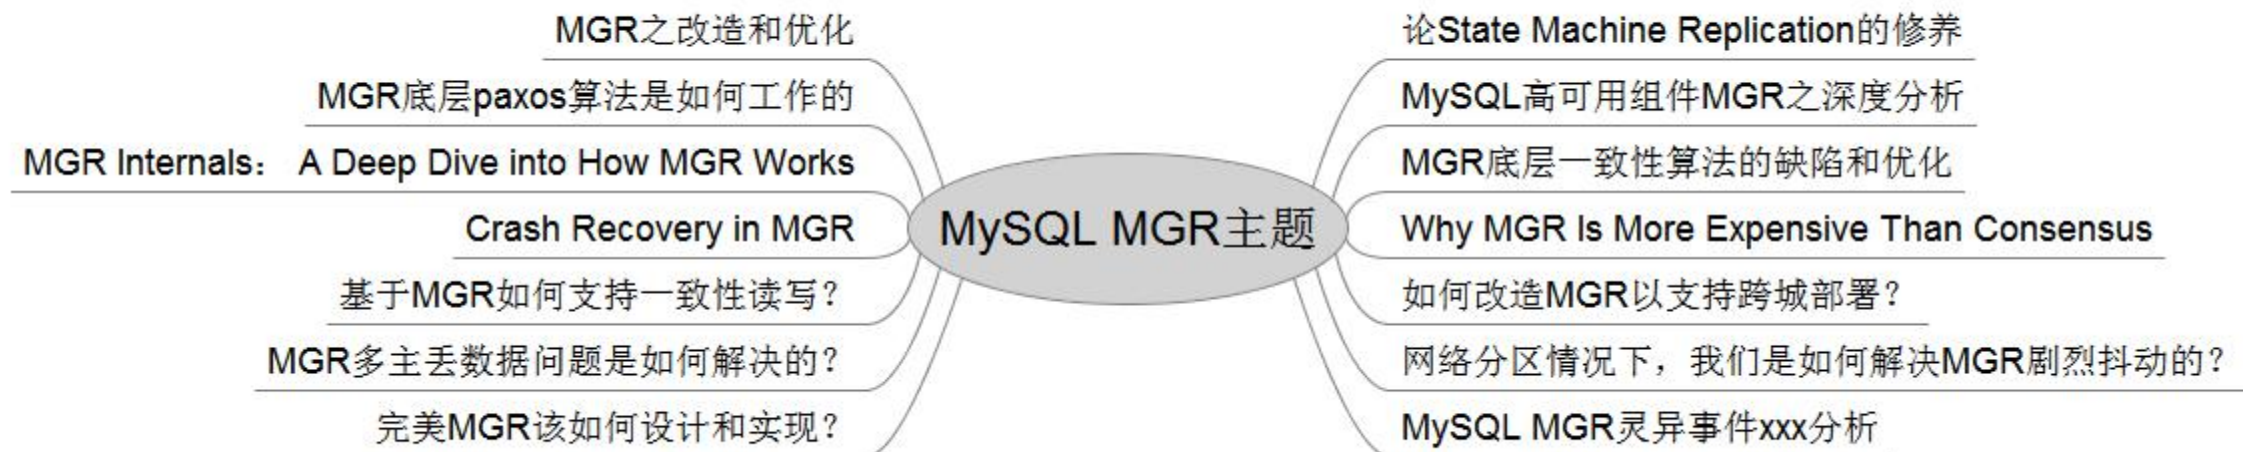 MGR之改造和优化
MGR底层paxos算法是如何工作的
MGR Internals： A Deep Dive into How MGR Works
Crash Recovery in MGR
基于MGR如何支持一致性读写？
MGR多主丢数据问题是如何解决的？
完美MGR该如何设计和实现？
MySQL MGR主题
论State Machine Replication的修养
MySQL高可用组件MGR之深度分析
MGR底层一致性算法的缺陷和优化
Why MGR Is More Expensive Than Consensus
如何改造MGR以支持跨城部署？
网络分区情况下，我们是如何解决MGR剧烈抖动的？
MySQL MGR灵异事件xxx分析